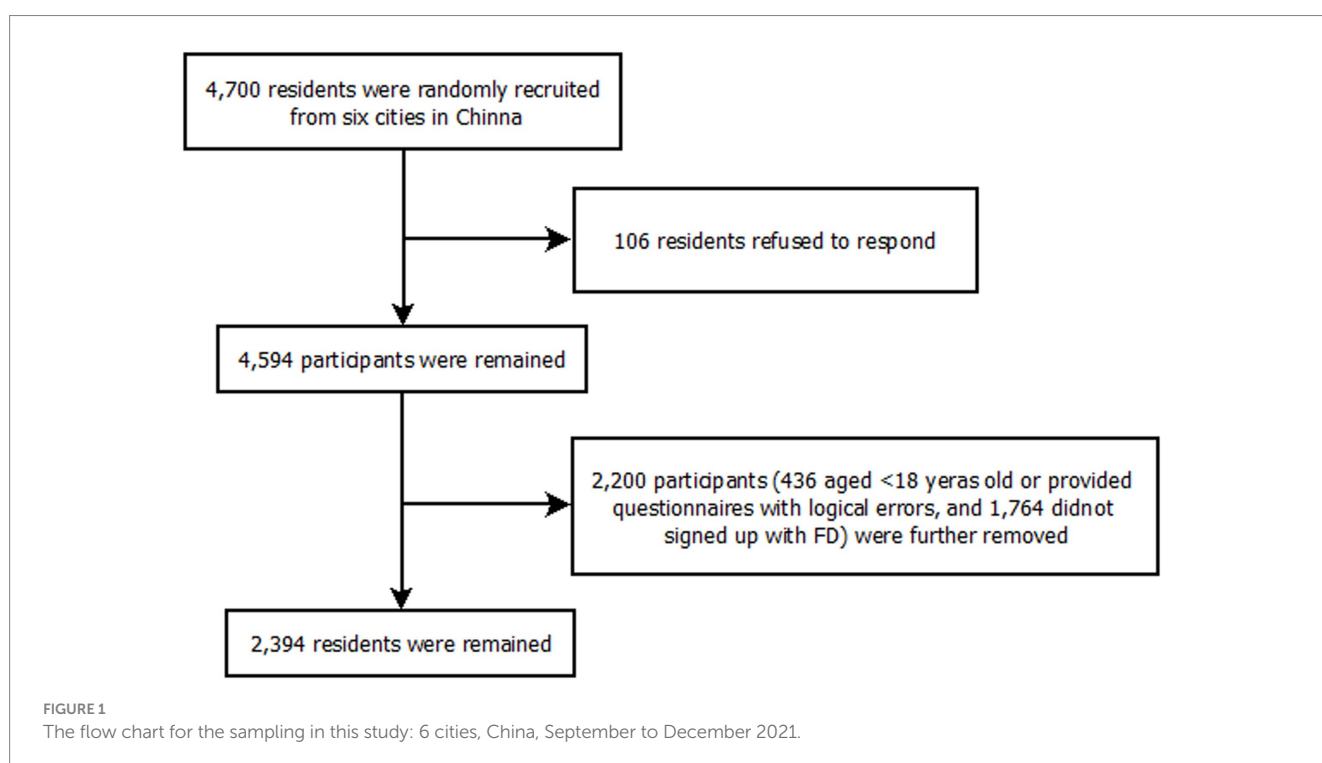 4,700 residents were randomly recruited
from six cities in Chinna
106 residents refused to respond
4,594 participants were remained
2,200 participants (436 aged <18 yeras old or provided
questionnaires with logical errors, and 1,764 didnot
signed up with FD) were further removed
2,394 residents were remained
FIGURE 1
The flow chart for the sampling in this study: 6 cities, China, September to December 2021.